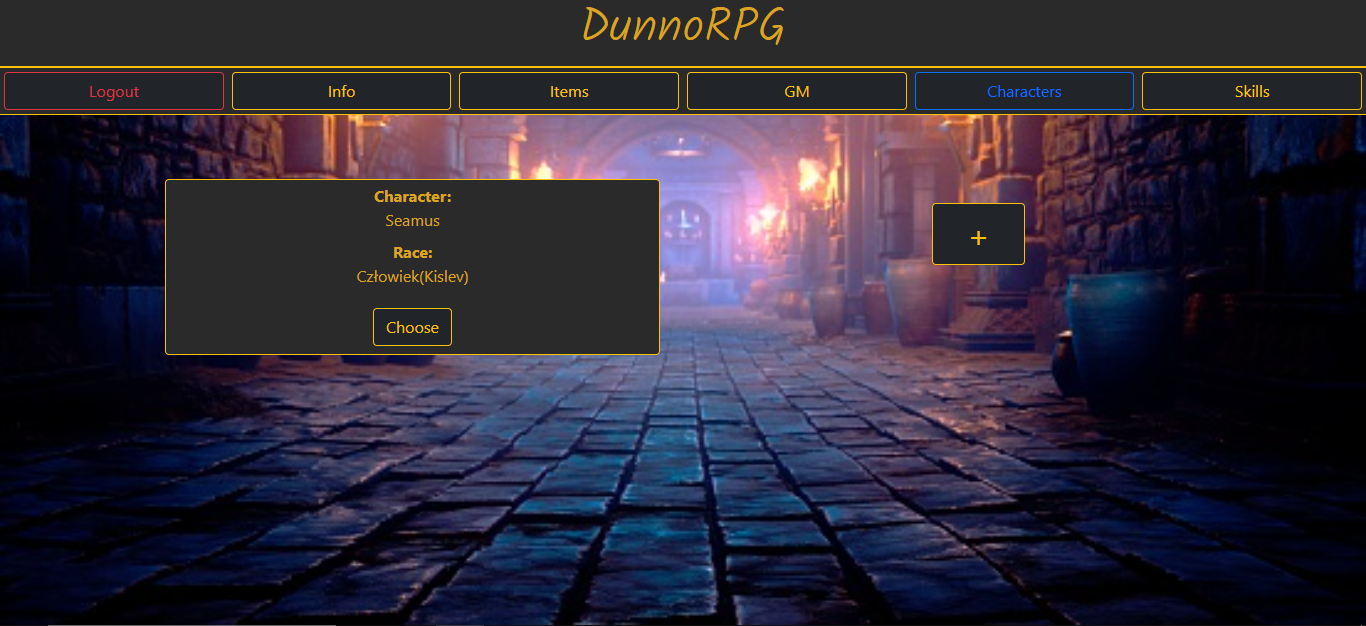 DunnoRPG
Logout
Info
Items
GM
Characters
Skills
Character:
Seamus
Race:
Człowiek(Kislev)
Choose
+